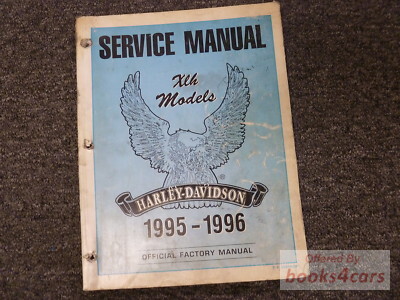 SERVICE MANUAL
Xlh
Models
®
HARLEY-DAVIDSON
1995-1996
OFFICIAL FACTORY MANUAL
Offered By
books4cars